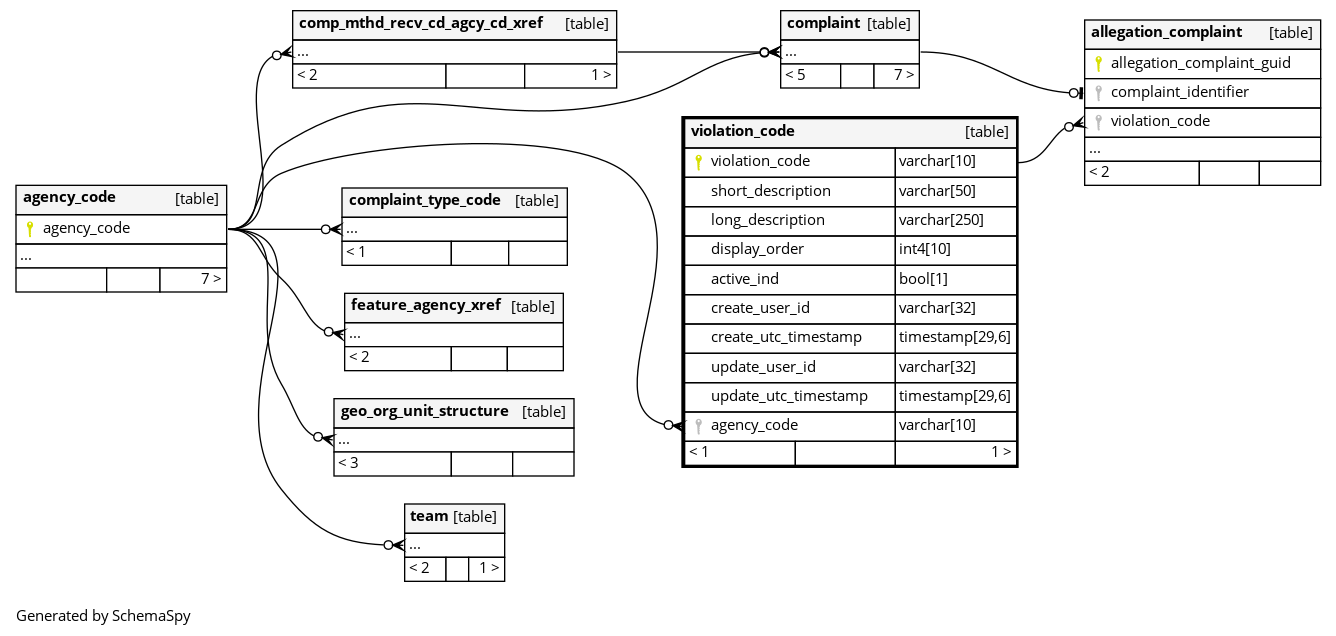 comp_mthd_recv_cd_agcy_cd_xref [table]
...
< 2 1 >
complaint [table]
...
< 5 7 >
allegation_complaint [table]
allegation_complaint_guid
complaint_identifier
violation_code
...
< 2
violation_code [table]
violation_code varchar[10]
short_description varchar[50]
long_description varchar[250]
display_order int4[10]
active_ind bool[1]
create_user_id varchar[32]
create_utc_timestamp timestamp[29,6]
update_user_id varchar[32]
update_utc_timestamp timestamp[29,6]
agency_code varchar[10]
< 1 1 >
agency_code [table]
agency_code
...
7 >
complaint_type_code [table]
...
< 1
feature_agency_xref [table]
...
< 2
geo_org_unit_structure [table]
...
< 3
team [table]
...
< 2 1 >
Generated by SchemaSpy